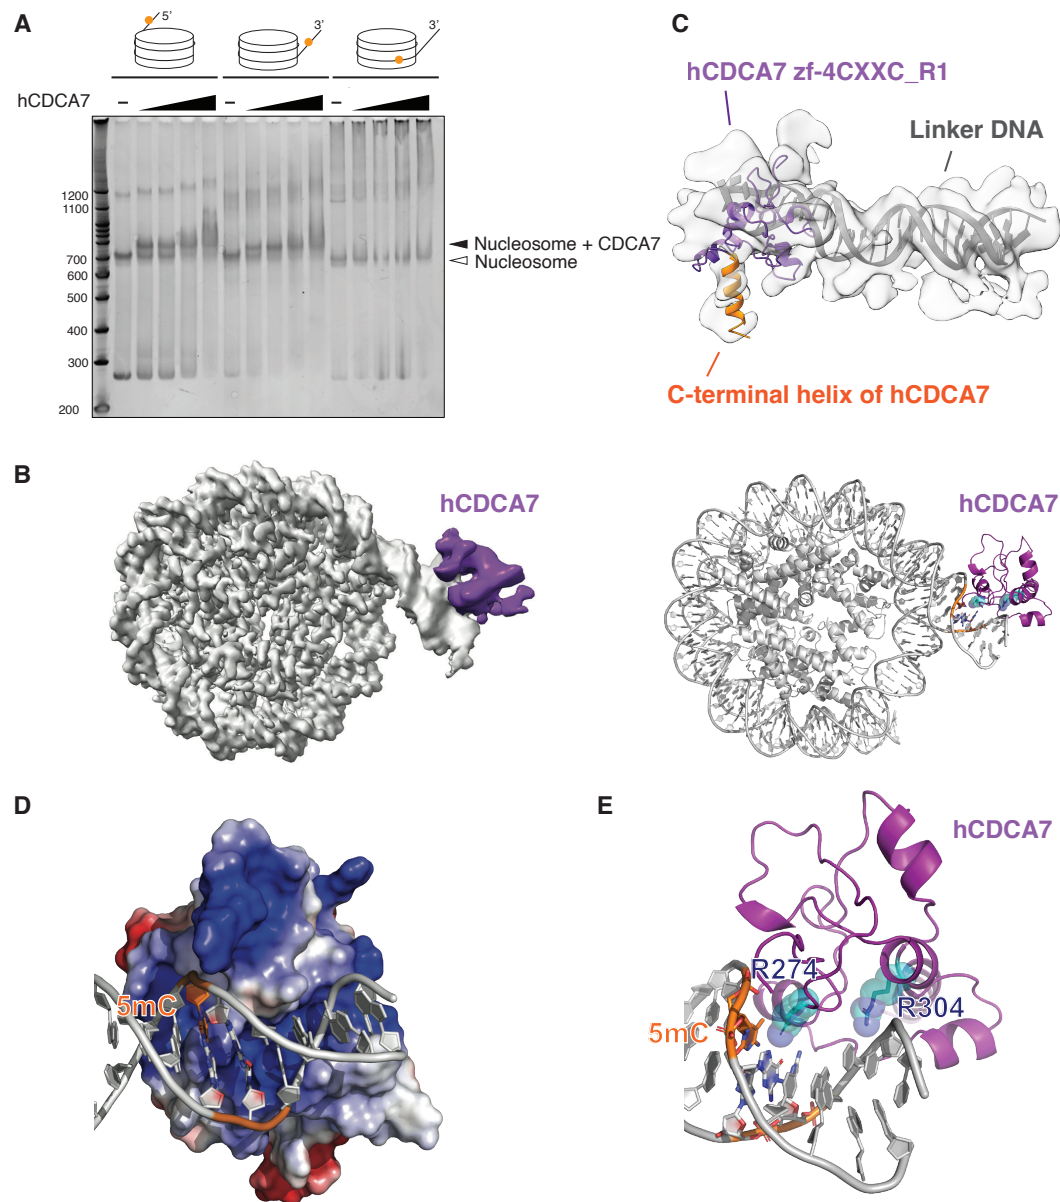 A
5’
3’
3’
hCDCA7
–
–
–
1200
1100
700
600
500
400
300
200
Nucleosome + CDCA7
Nucleosome
C
hCDCA7 zf-4CXXC_R1
Linker DNA
C-terminal helix of hCDCA7
B
hCDCA7
hCDCA7
D
5mC
E
hCDCA7
R274
R304
5mC